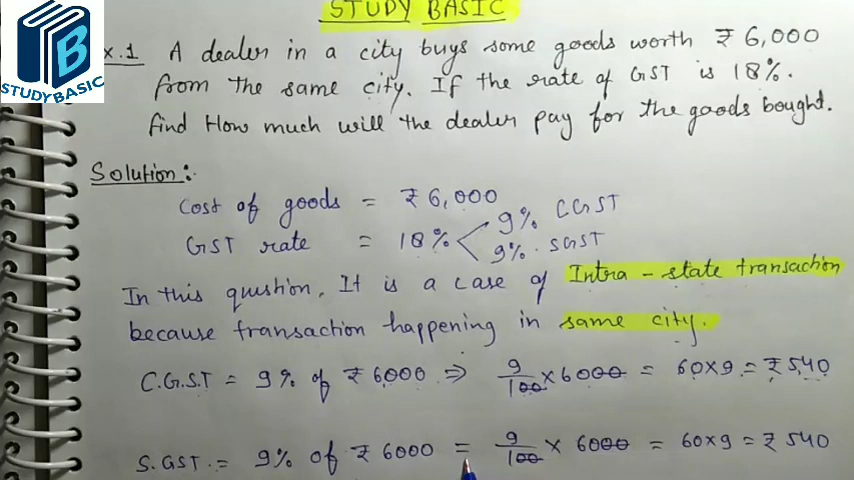 STUDY BASIC
B
STUDYBASIC
x.1 A dealer in a city buys some goods worth ₹ 6,000
from the same city. If the rate of GST is 18%.
find How much will the dealer pay for the goods bought.
Solution:
Cost of goods = ₹ 6,000
9% CGST
GST rate = 18%
9% SGST
In this question, It is a case of Intra - state transaction
because transaction happening in same city.
C.G.S.T = 9% of ₹ 6000 ⇒ 9/100 × 6000 = 60×9 = ₹ 540
S.GST. = 9% of ₹ 6000 = 9/100 × 6000 = 60×9 = ₹ 540